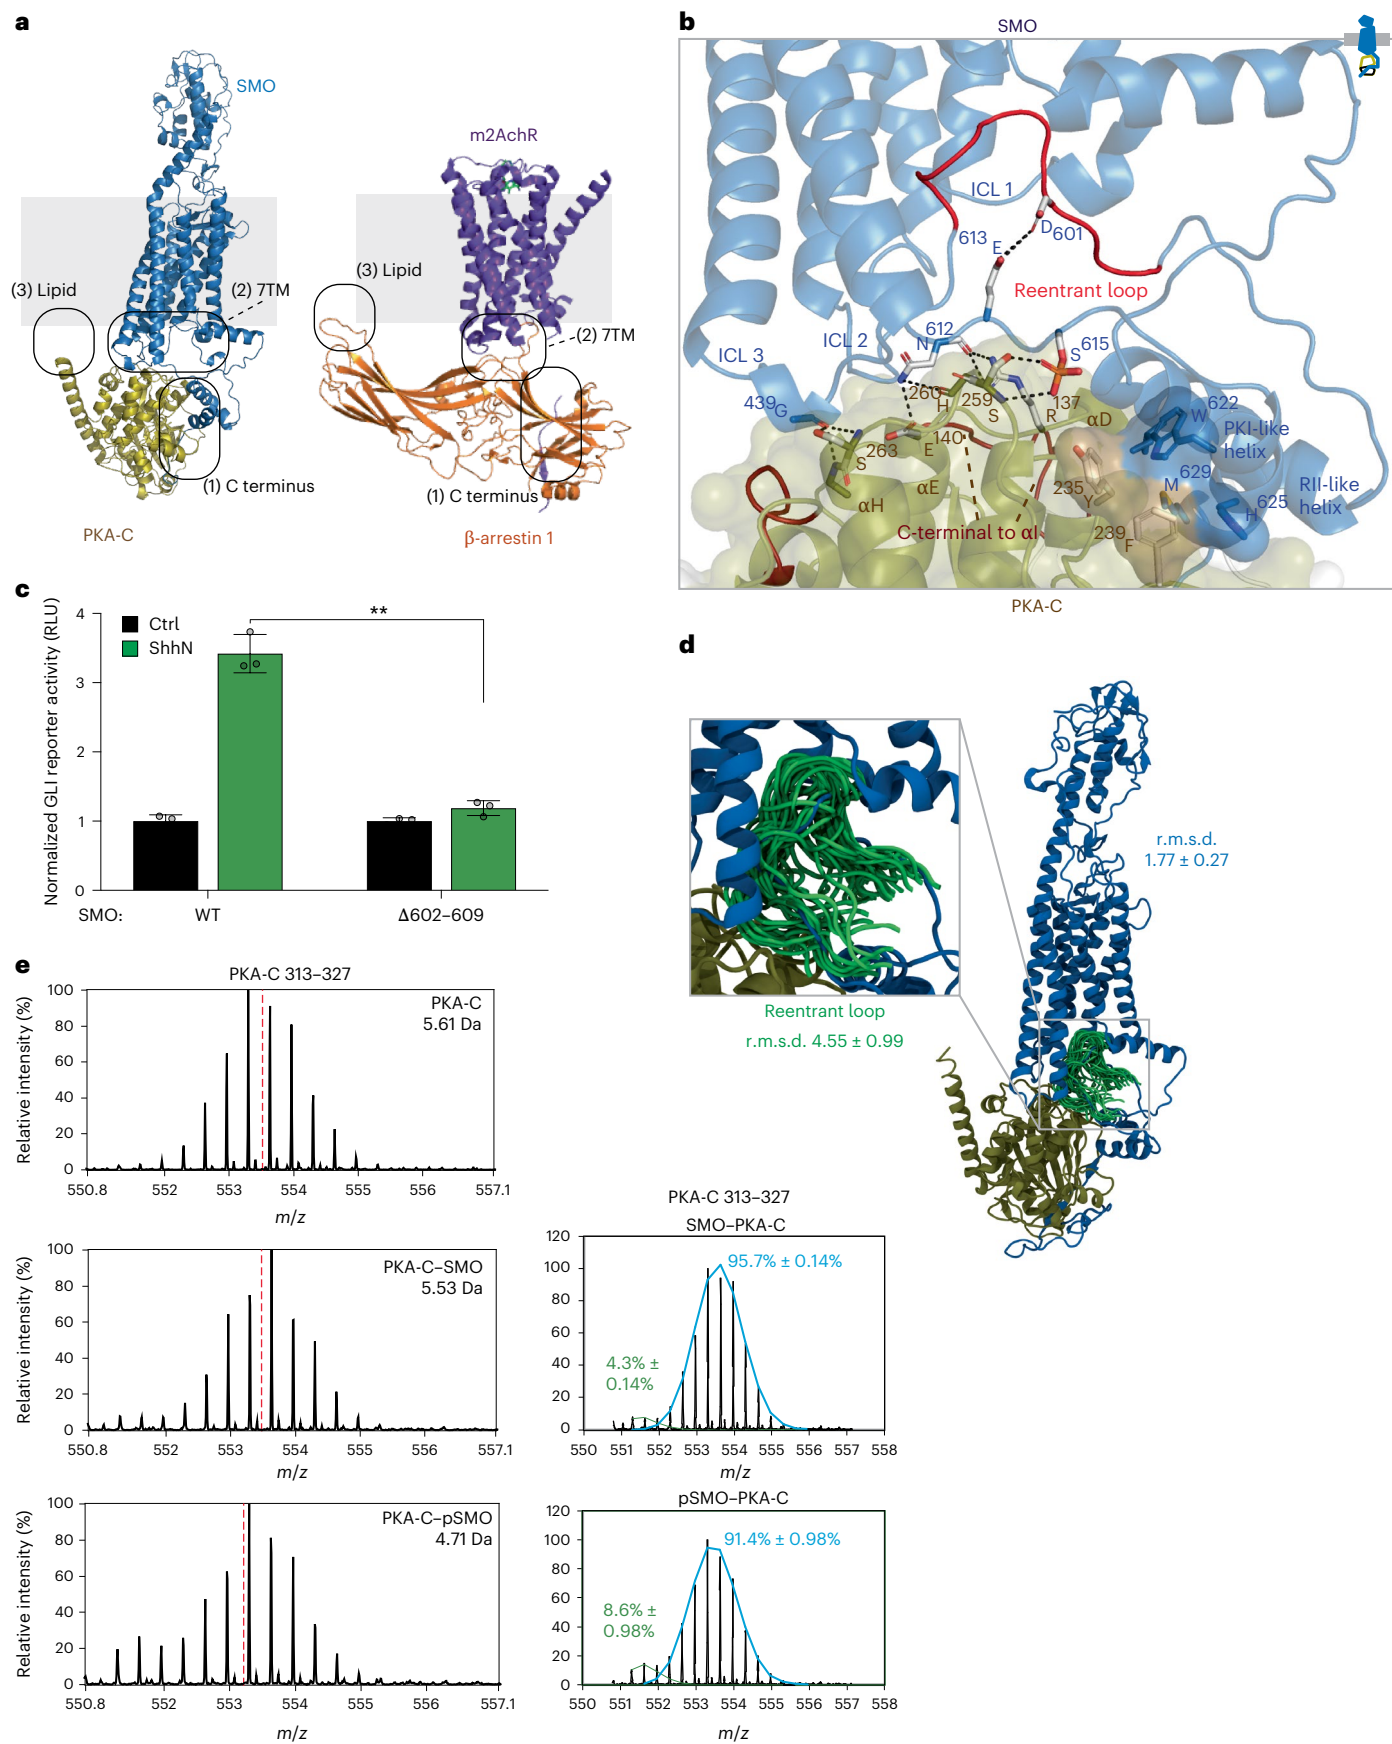 a
SMO
m2AchR
(3) Lipid
(2) 7TM
(3) Lipid
(2) 7TM
(1) C terminus
(1) C terminus
PKA-C
β-arrestin 1
b
SMO
ICL 1
613
E
D601
Reentrant loop
ICL 3
ICL 2
612
N
S615
439G
260
H
259
S
137
R
αD
622
W
PKI-like
helix
S
263
E
140
αE
αH
235
Y
629
M
625
H
RII-like
helix
C-terminal to αI
239
F
PKA-C
c
Normalized GLI reporter activity (RLU)
4
3
2
1
0
Ctrl
ShhN
**
SMO:
WT
Δ602–609
d
r.m.s.d.
1.77 ± 0.27
Reentrant loop
r.m.s.d. 4.55 ± 0.99
e
PKA-C 313–327
Relative intensity (%)
100
80
60
40
20
0
PKA-C
5.61 Da
550.8 552 553 554 555 556 557.1
m/z
Relative intensity (%)
100
80
60
40
20
0
PKA-C–SMO
5.53 Da
550.8 552 553 554 555 556 557.1
m/z
PKA-C 313–327
SMO–PKA-C
120
100
80
60
40
20
0
95.7% ± 0.14%
4.3% ±
0.14%
550 551 552 553 554 555 556 557 558
m/z
Relative intensity (%)
100
80
60
40
20
0
PKA-C–pSMO
4.71 Da
550.8 552 553 554 555 556 557.1
m/z
pSMO–PKA-C
120
100
80
60
40
20
0
91.4% ± 0.98%
8.6% ±
0.98%
550 551 552 553 554 555 556 557 558
m/z